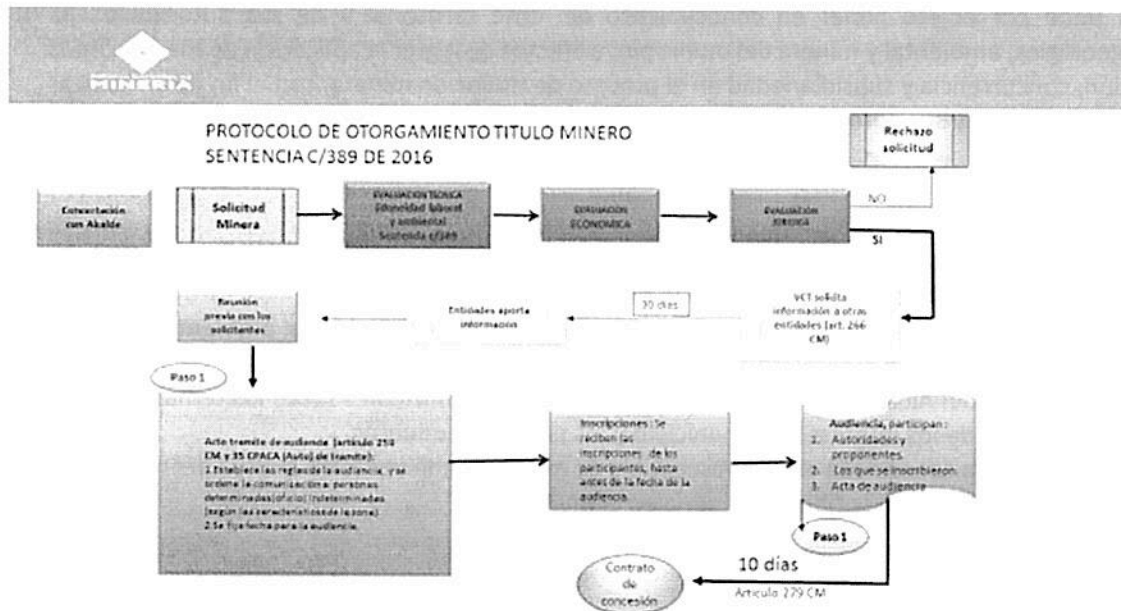 MINERIA
PROTOCOLO DE OTORGAMIENTO TITULO MINERO
SENTENCIA C/389 DE 2016
Rechazo
solicitud
Concertación
con Alcalde
Solicitud
Minera
EVALUACION TECNICA
Idoneidad laboral
y ambiental
Sentencia c/389
EVALUACION
ECONOMICA
EVALUACION
JURIDICA
NO
SI
Reunión
previa con los
solicitantes
Entidades aporta
información
30 días
VCT solicita
información a otras
entidades (art. 266
CM)
Paso 1
Acto tramite de audiencia (artículo 259
CM y 35 CPACA (Auto) de tramite):
1.Establece las reglas de la audiencia, y se
ordena la comunicación a personas
determinadas(oficio) indeterminadas
(según las características de la zona)
2.Se fija fecha para la audiencia.
Inscripciones: Se
reciben las
inscripciones de los
participantes, hasta
antes de la fecha de la
audiencia.
Audiencia, participan:
1. Autoridades y
proponentes.
2. Los que se inscribieron.
3. Acta de audiencia
Paso 1
10 días
Articulo 279 CM
Contrato
de
concesión